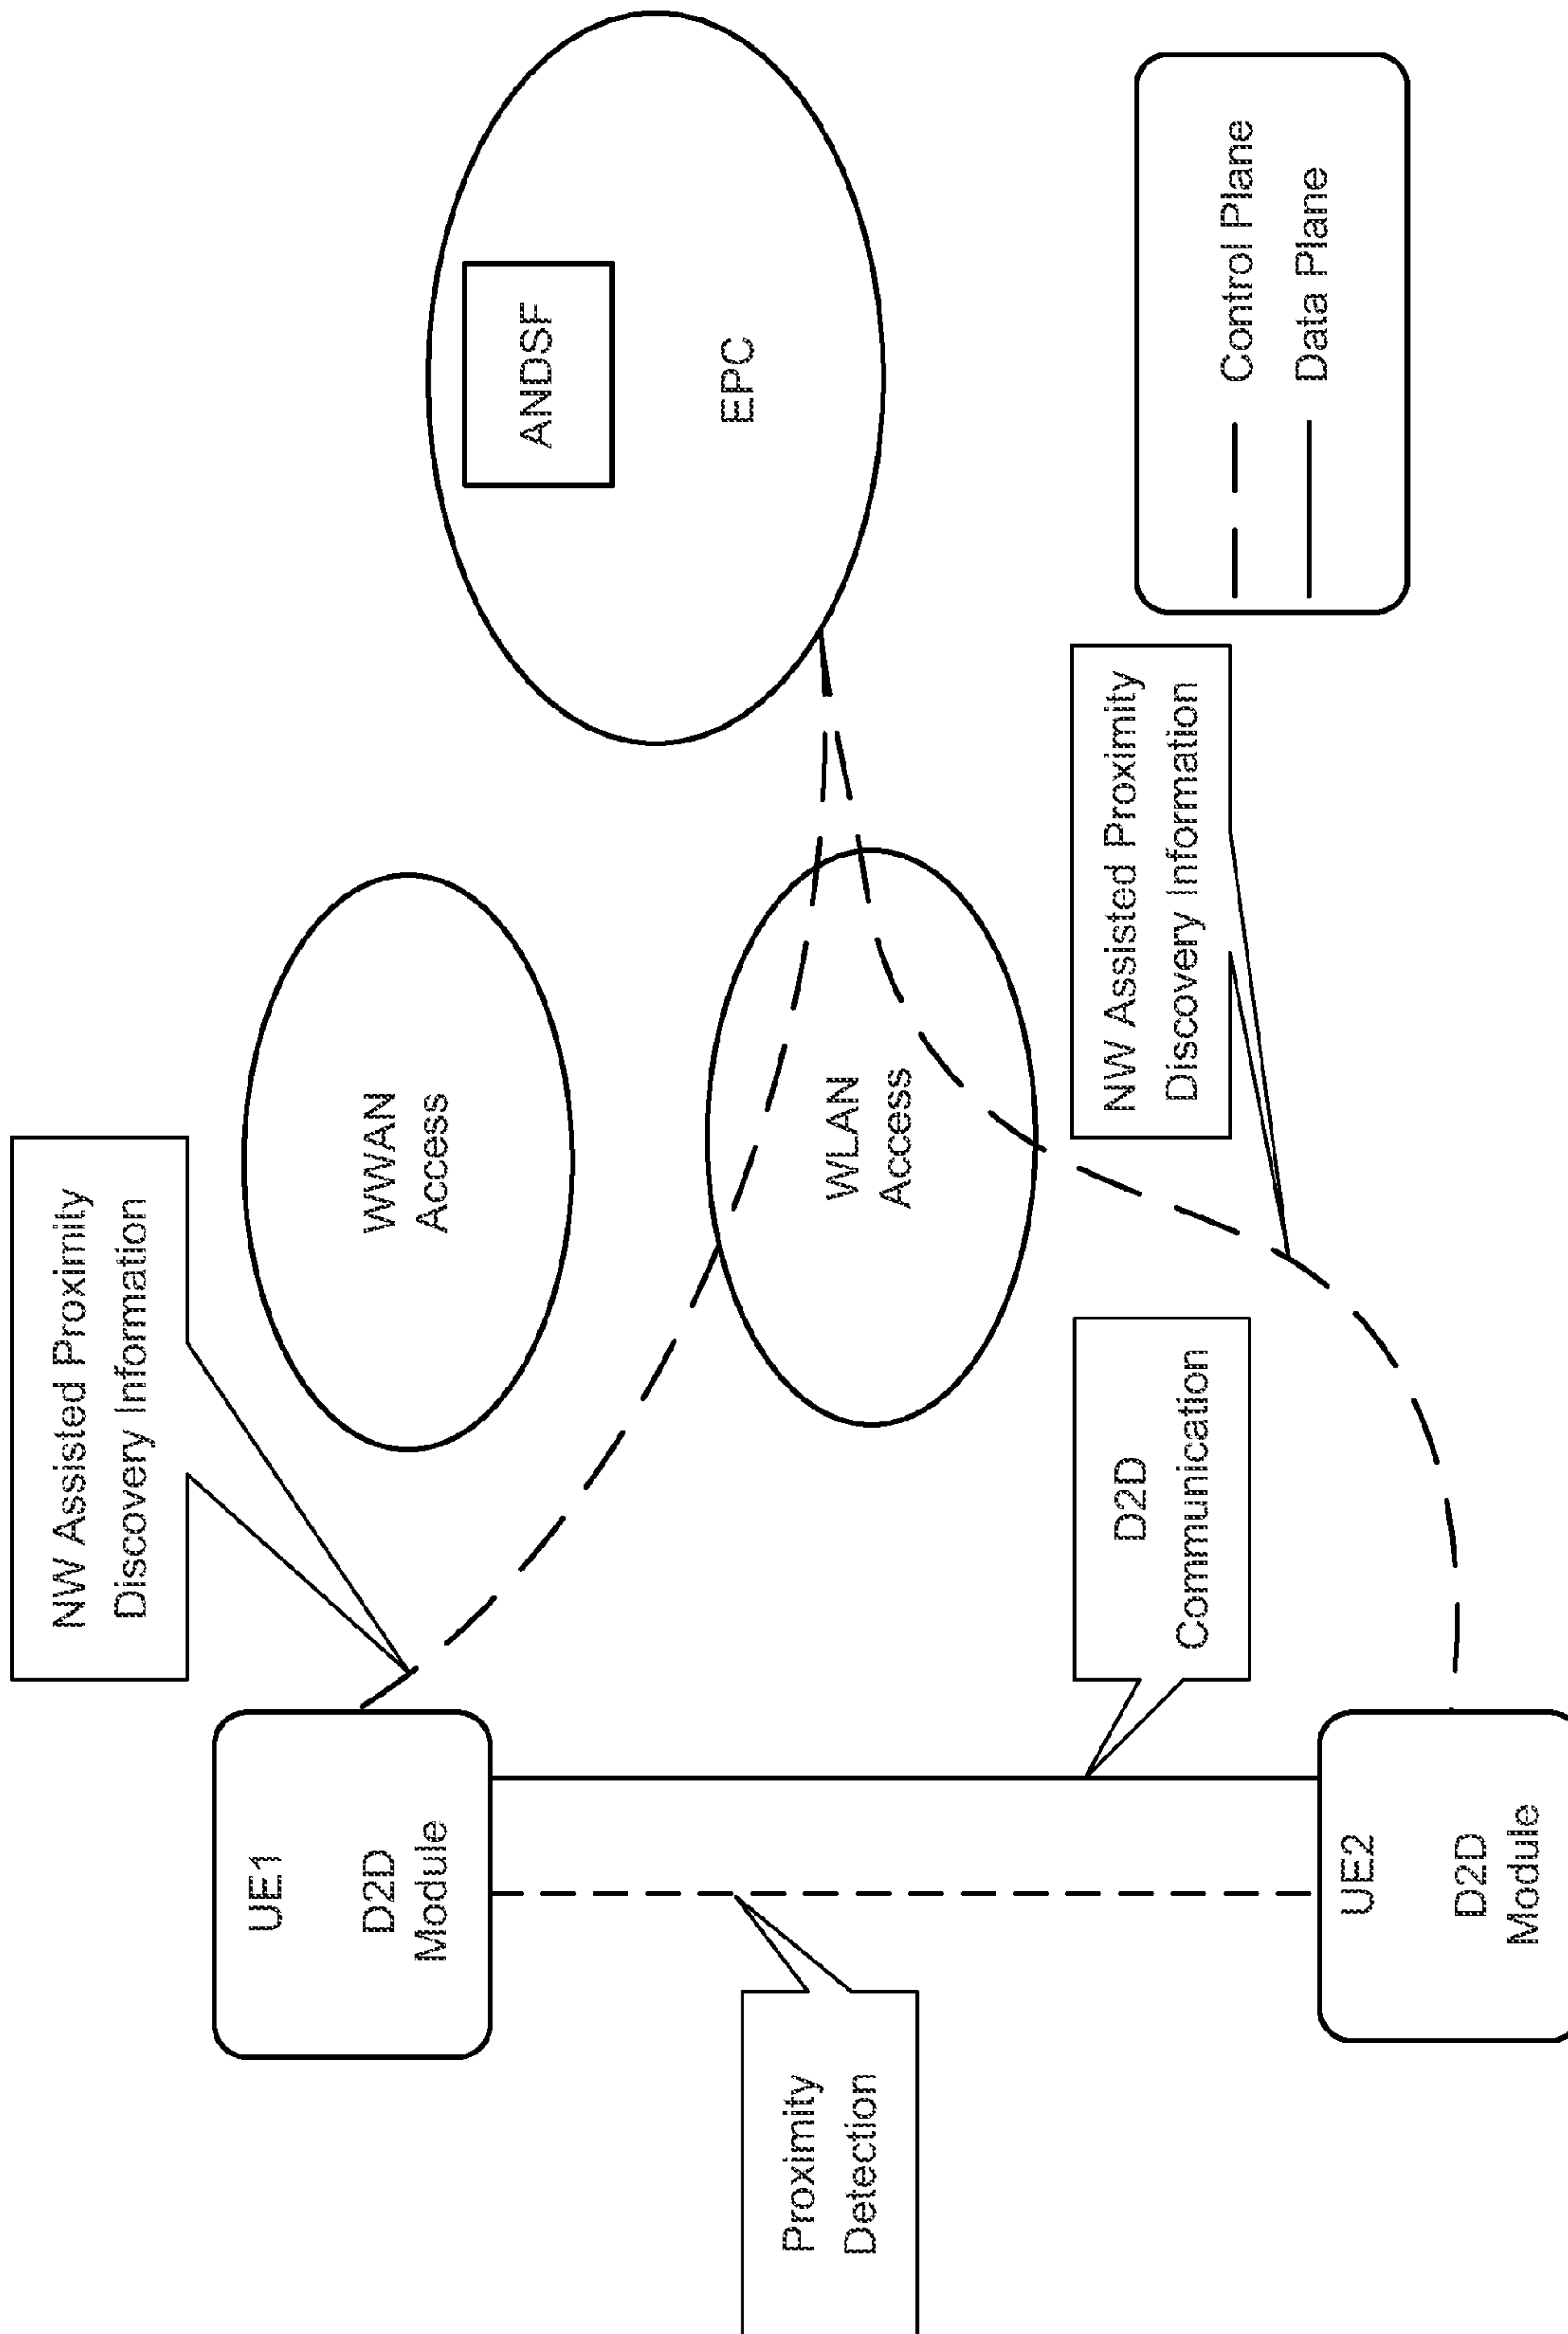 NW Assisted Proximity
Discovery Information
UE1
D2D
Module
WWAN
Access
ANDSF
EPC
Proximity
Detection
WLAN
Access
D2D
Communication
NW Assisted Proximity
Discovery Information
Control Plane
Data Plane
UE2
D2D
Module